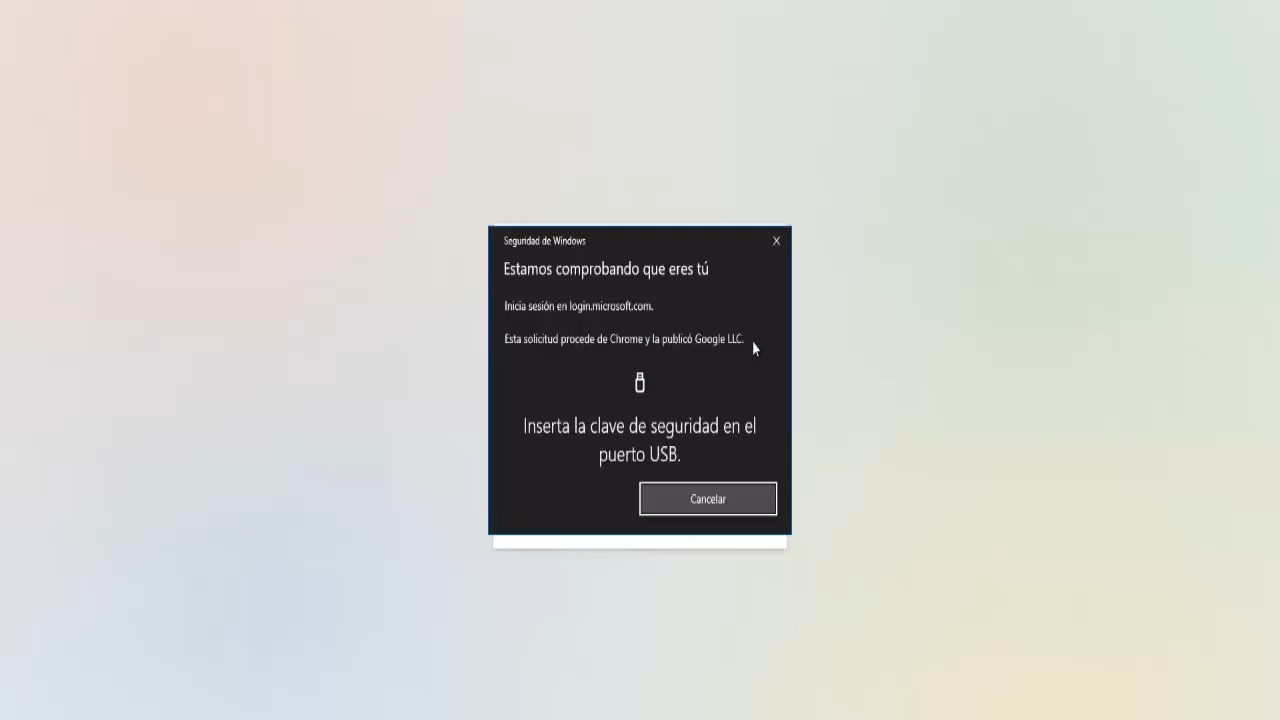 Seguridad de Windows
Estamos comprobando que eres tú
Inicia sesión en login.microsoft.com.
Esta solicitud procede de Chrome y la publicó Google LLC.
Inserta la clave de seguridad en el
puerto USB.
Cancelar